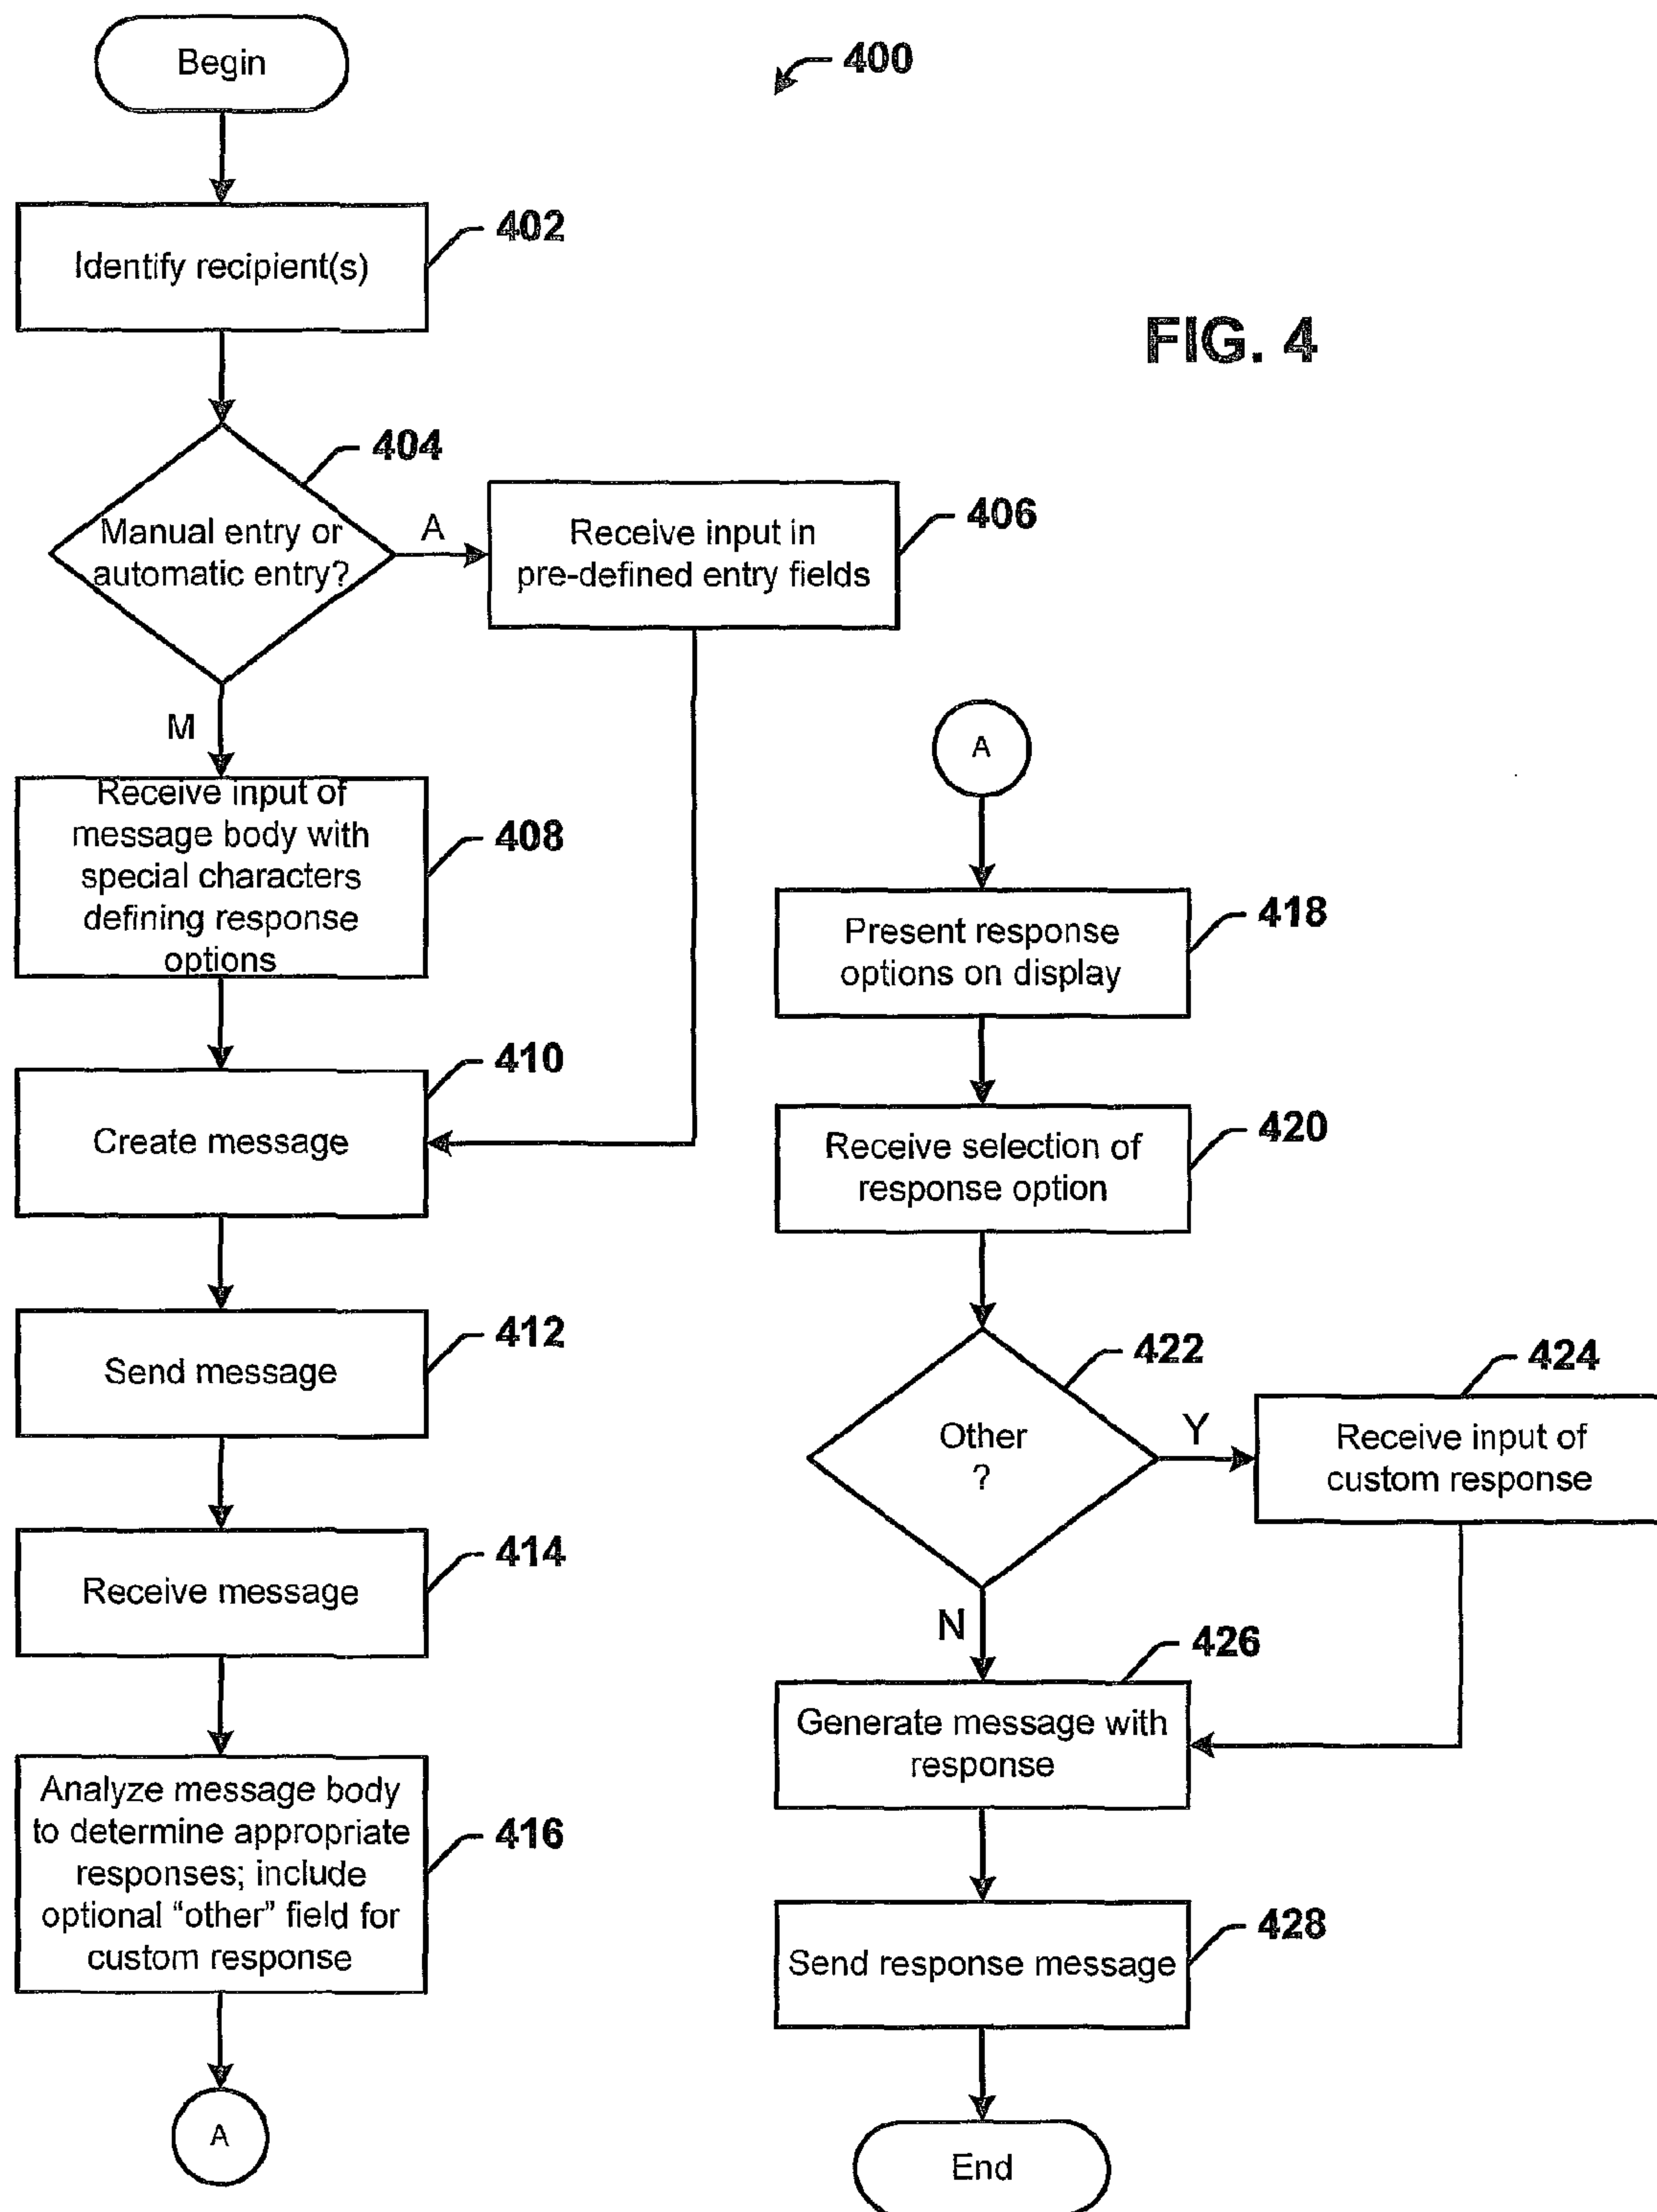 Begin
400
402
Identify recipient(s)
FIG. 4
404
Manual entry or
automatic entry?
A
406
Receive input in
pre-defined entry fields
M
408
Receive input of
message body with
special characters
defining response
options
410
Create message
412
Send message
414
Receive message
416
Analyze message body
to determine appropriate
responses; include
optional “other” field for
custom response
A
A
418
Present response
options on display
420
Receive selection of
response option
422
Other
?
Y
424
Receive input of
custom response
N
426
Generate message with
response
428
Send response message
End